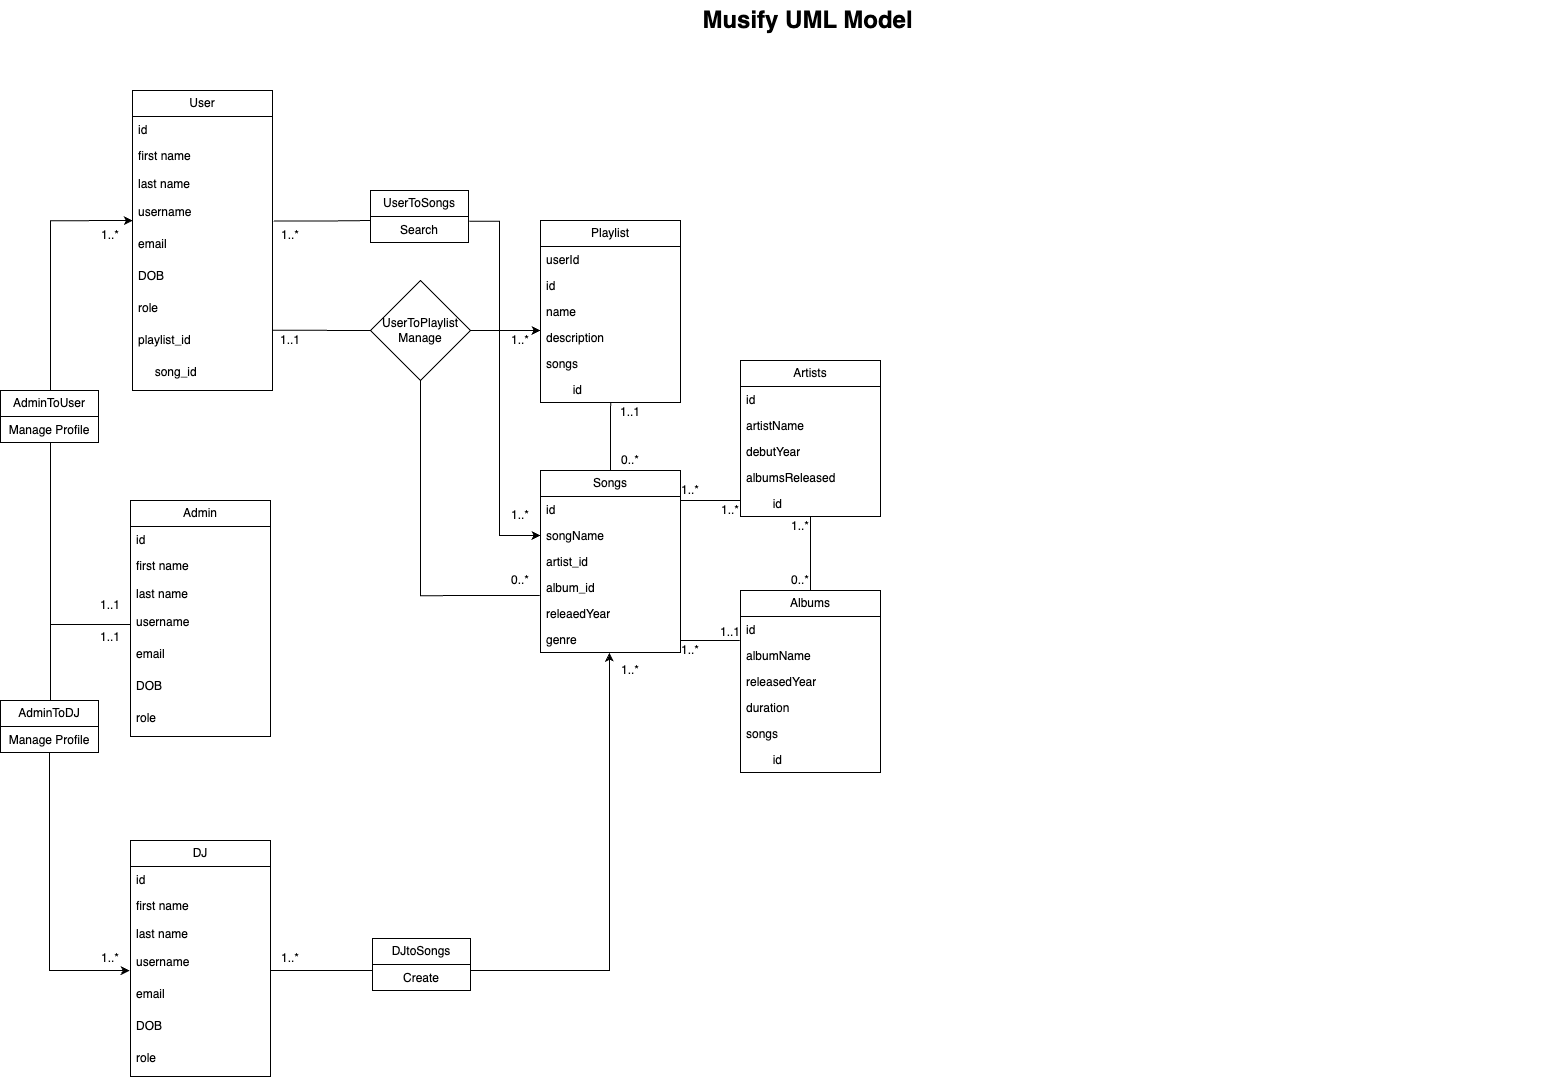 Musify UML Model
User
id
first name
last name
username
email
DOB
role
playlist_id
song_id
1..*
1..*
1..1
UserToSongs
Search
UserToPlaylist
Manage
1..*
Playlist
userId
id
name
description
songs
id
1..1
0..*
Artists
id
artistName
debutYear
albumsReleased
id
1..*
0..*
AdminToUser
Manage Profile
Songs
id
songName
artist_id
album_id
releaedYear
genre
1..*
0..*
1..*
1..*
1..1
1..*
1..*
Albums
id
albumName
releasedYear
duration
songs
id
Admin
id
first name
last name
username
email
DOB
role
1..1
1..1
AdminToDJ
Manage Profile
DJ
id
first name
last name
username
email
DOB
role
1..*
1..*
DJtoSongs
Create